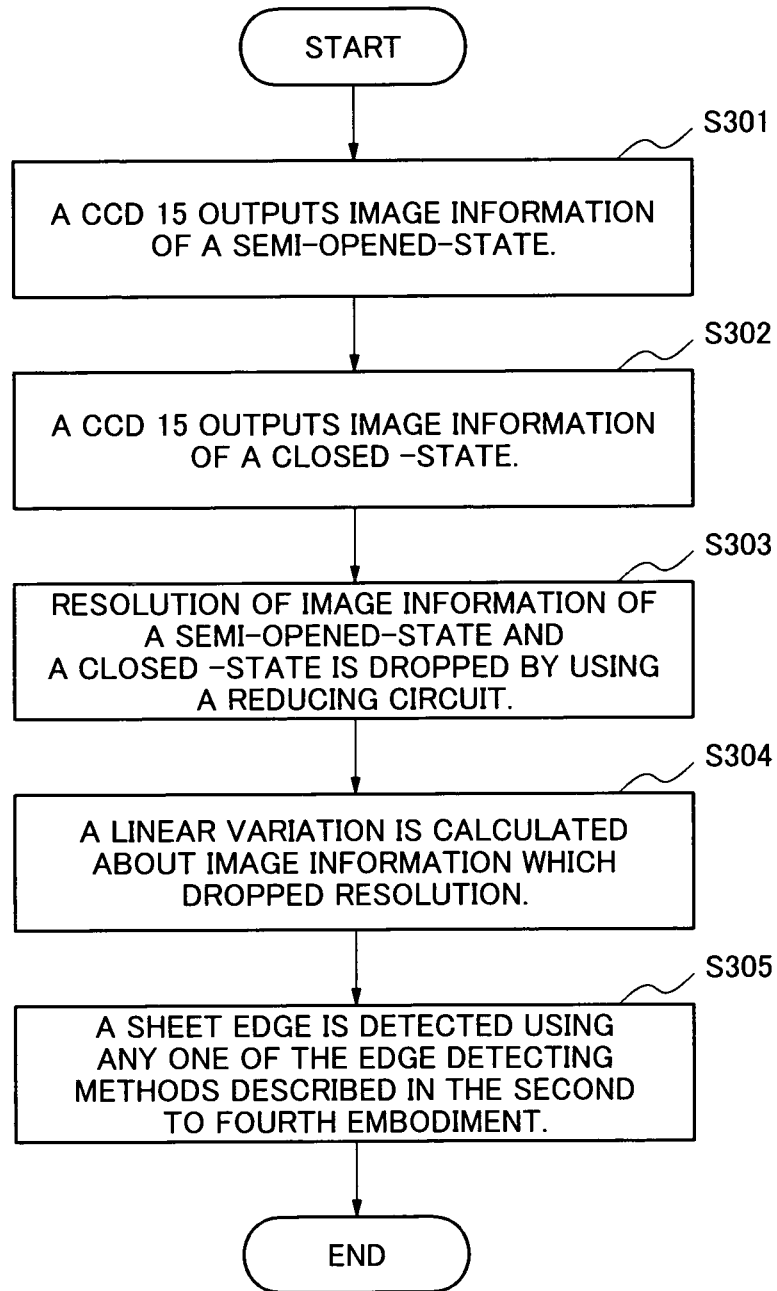 START
S301
A CCD 15 OUTPUTS IMAGE INFORMATION
OF A SEMI-OPENED-STATE.
S302
A CCD 15 OUTPUTS IMAGE INFORMATION
OF A CLOSED -STATE.
S303
RESOLUTION OF IMAGE INFORMATION OF
A SEMI-OPENED-STATE AND
A CLOSED -STATE IS DROPPED BY USING
A REDUCING CIRCUIT.
S304
A LINEAR VARIATION IS CALCULATED
ABOUT IMAGE INFORMATION WHICH
DROPPED RESOLUTION.
S305
A SHEET EDGE IS DETECTED USING
ANY ONE OF THE EDGE DETECTING
METHODS DESCRIBED IN THE SECOND
TO FOURTH EMBODIMENT.
END